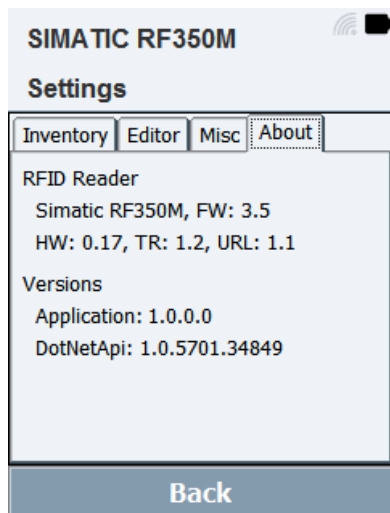 SIMATIC RF350M
Settings
Inventory Editor Misc About
RFID Reader
Simatic RF350M, FW: 3.5
HW: 0.17, TR: 1.2, URL: 1.1
Versions
Application: 1.0.0.0
DotNetApi: 1.0.5701.34849
Back